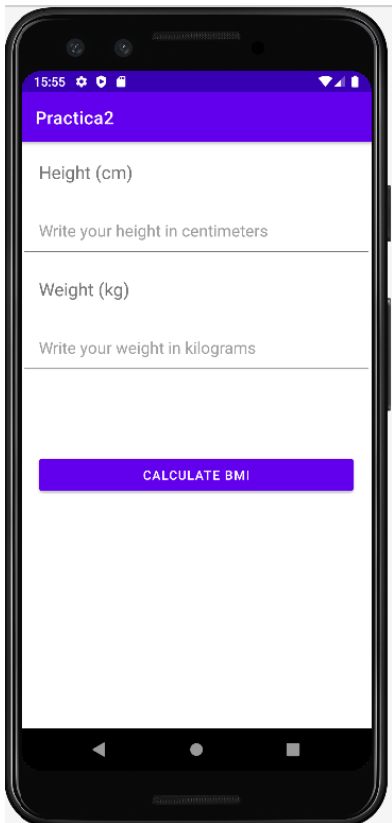 15:55
Practica2
Height (cm)
Write your height in centimeters
Weight (kg)
Write your weight in kilograms
CALCULATE BMI